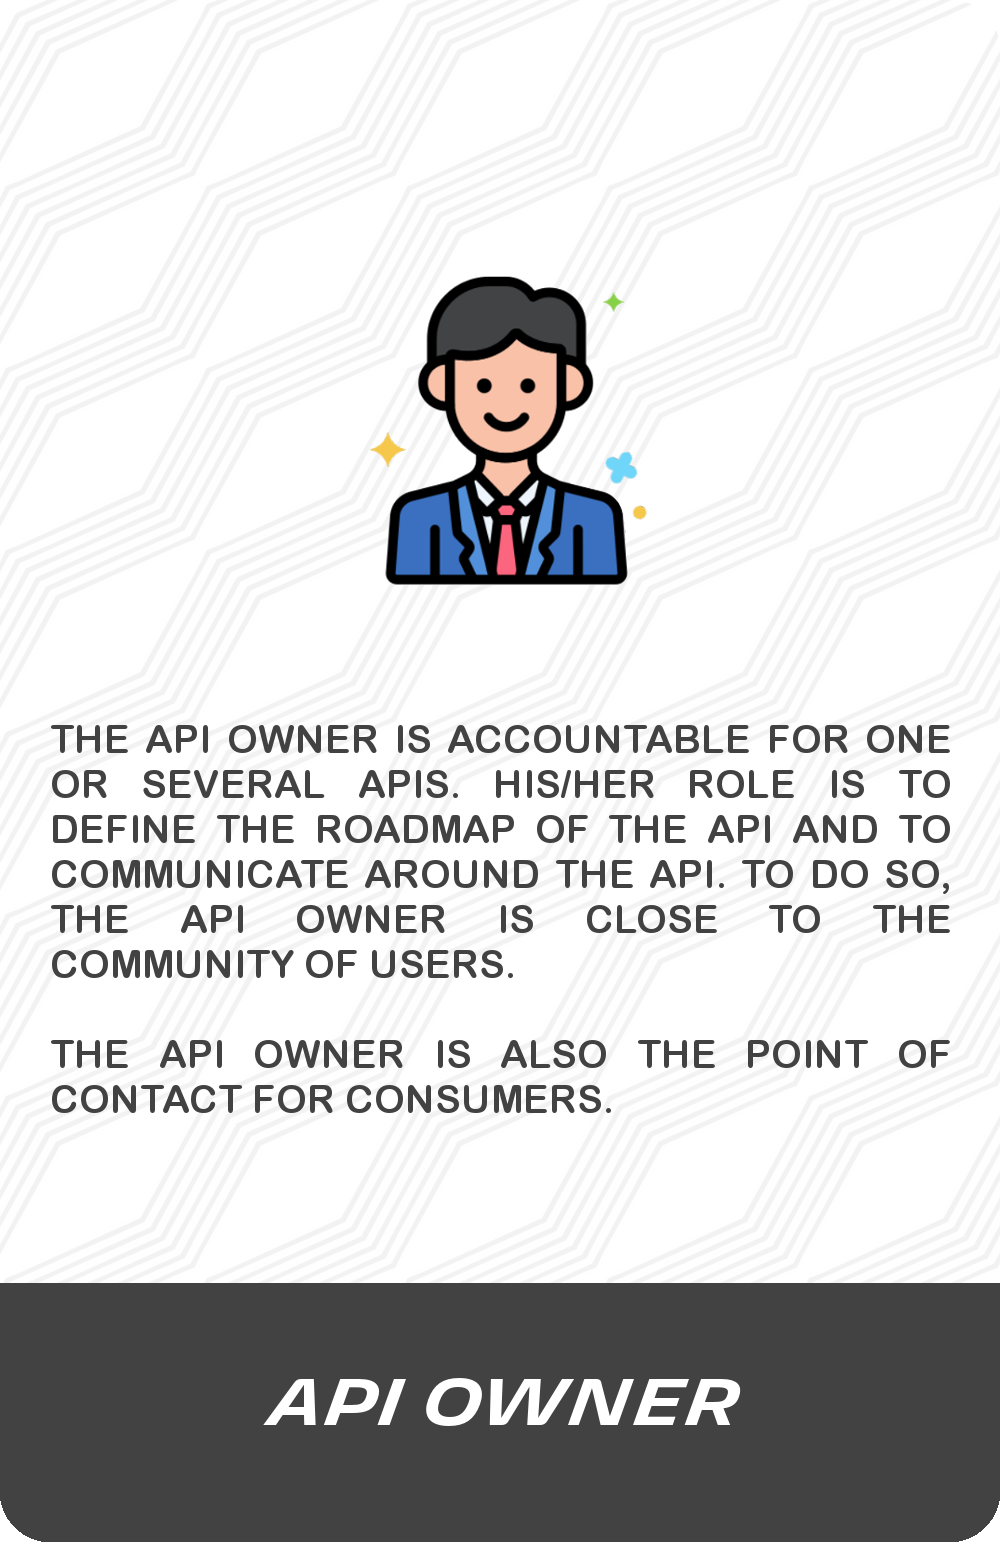 THE API OWNER IS ACCOUNTABLE FOR ONE
OR SEVERAL APIS. HIS/HER ROLE IS TO
DEFINE THE ROADMAP OF THE API AND TO
COMMUNICATE AROUND THE API. TO DO SO,
THE API OWNER IS CLOSE TO THE
COMMUNITY OF USERS.
THE API OWNER IS ALSO THE POINT OF
CONTACT FOR CONSUMERS.
API OWNER